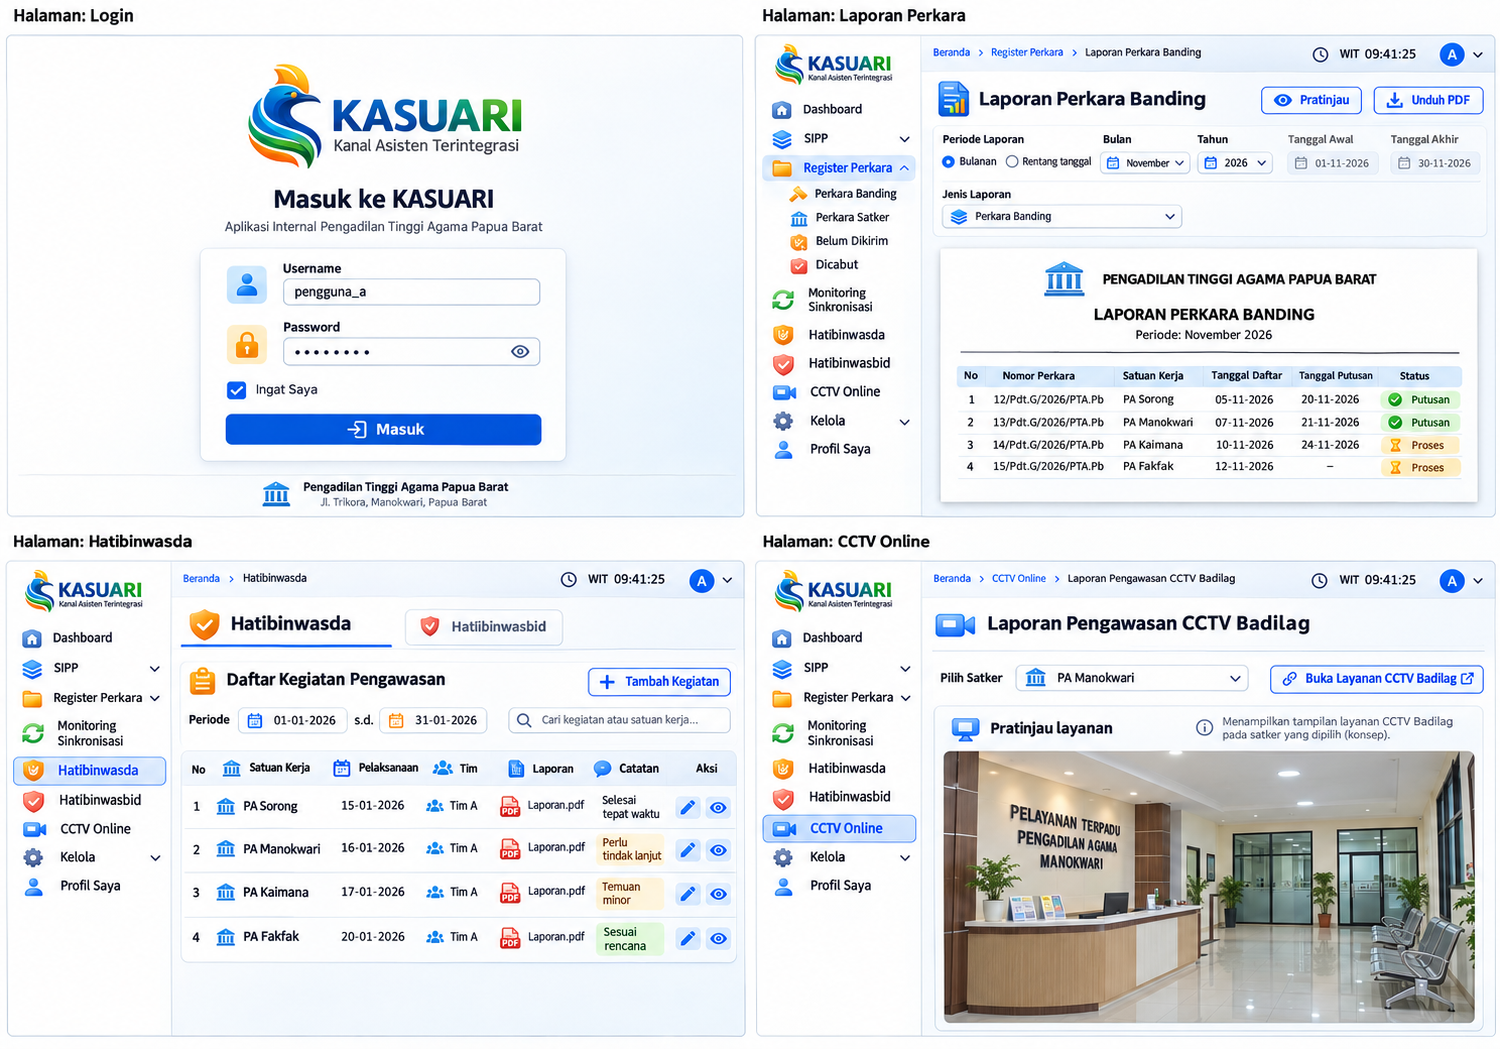 Halaman: Login
KASUARI
Kanal Asisten Terintegrasi
Masuk ke KASUARI
Aplikasi Internal Pengadilan Tinggi Agama Papua Barat
Username
pengguna_a
Password
••••••••
Ingat Saya
Masuk
Pengadilan Tinggi Agama Papua Barat
Jl. Trikora, Manokwari, Papua Barat
Halaman: Laporan Perkara
KASUARI
Kanal Asisten Terintegrasi
Dashboard
SIPP
Register Perkara
Perkara Banding
Perkara Satker
Belum Dikirim
Dicabut
Monitoring
Sinkronisasi
Hatibinwasda
Hatibinwasbid
CCTV Online
Kelola
Profil Saya
Beranda > Register Perkara > Laporan Perkara Banding
WIT 09:41:25
A
Laporan Perkara Banding
Pratinjau
Unduh PDF
Periode Laporan Bulan Tahun Tanggal Awal Tanggal Akhir
Bulanan Rentang tanggal November 2026 01-11-2026 30-11-2026
Jenis Laporan
Perkara Banding
PENGADILAN TINGGI AGAMA PAPUA BARAT
LAPORAN PERKARA BANDING
Periode: November 2026
No Nomor Perkara Satuan Kerja Tanggal Daftar Tanggal Putusan Status
1 12/Pdt.G/2026/PTA.Pb PA Sorong 05-11-2026 20-11-2026 Putusan
2 13/Pdt.G/2026/PTA.Pb PA Manokwari 07-11-2026 21-11-2026 Putusan
3 14/Pdt.G/2026/PTA.Pb PA Kaimana 10-11-2026 24-11-2026 Proses
4 15/Pdt.G/2026/PTA.Pb PA Fakfak 12-11-2026 – Proses
Halaman: Hatibinwasda
KASUARI
Kanal Asisten Terintegrasi
Dashboard
SIPP
Register Perkara
Monitoring
Sinkronisasi
Hatibinwasda
Hatibinwasbid
CCTV Online
Kelola
Profil Saya
Beranda > Hatibinwasda
WIT 09:41:25
A
Hatibinwasda
Hatiibinwasbid
Daftar Kegiatan Pengawasan
+ Tambah Kegiatan
Periode 01-01-2026 s.d. 31-01-2026 Cari kegiatan atau satuan kerja...
No Satuan Kerja Pelaksanaan Tim Laporan Catatan Aksi
1 PA Sorong 15-01-2026 Tim A PDF Laporan.pdf Selesai
tepat waktu
2 PA Manokwari 16-01-2026 Tim A PDF Laporan.pdf Perlu
tindak lanjut
3 PA Kaimana 17-01-2026 Tim A PDF Laporan.pdf Temuan
minor
4 PA Fakfak 20-01-2026 Tim A PDF Laporan.pdf Sesuai
rencana
Halaman: CCTV Online
KASUARI
Kanal Asisten Terintegrasi
Dashboard
SIPP
Register Perkara
Monitoring
Sinkronisasi
Hatibinwasda
Hatibinwasbid
CCTV Online
Kelola
Profil Saya
Beranda > CCTV Online > Laporan Pengawasan CCTV Badilag
WIT 09:41:25
A
Laporan Pengawasan CCTV Badilag
Pilih Satker PA Manokwari
Buka Layanan CCTV Badilag
Pratinjau layanan
Menampilkan tampilan layanan CCTV Badilag
pada satker yang dipilih (konsep).
PELAYANAN TERPADU
PENGADILAN AGAMA
MANOKWARI